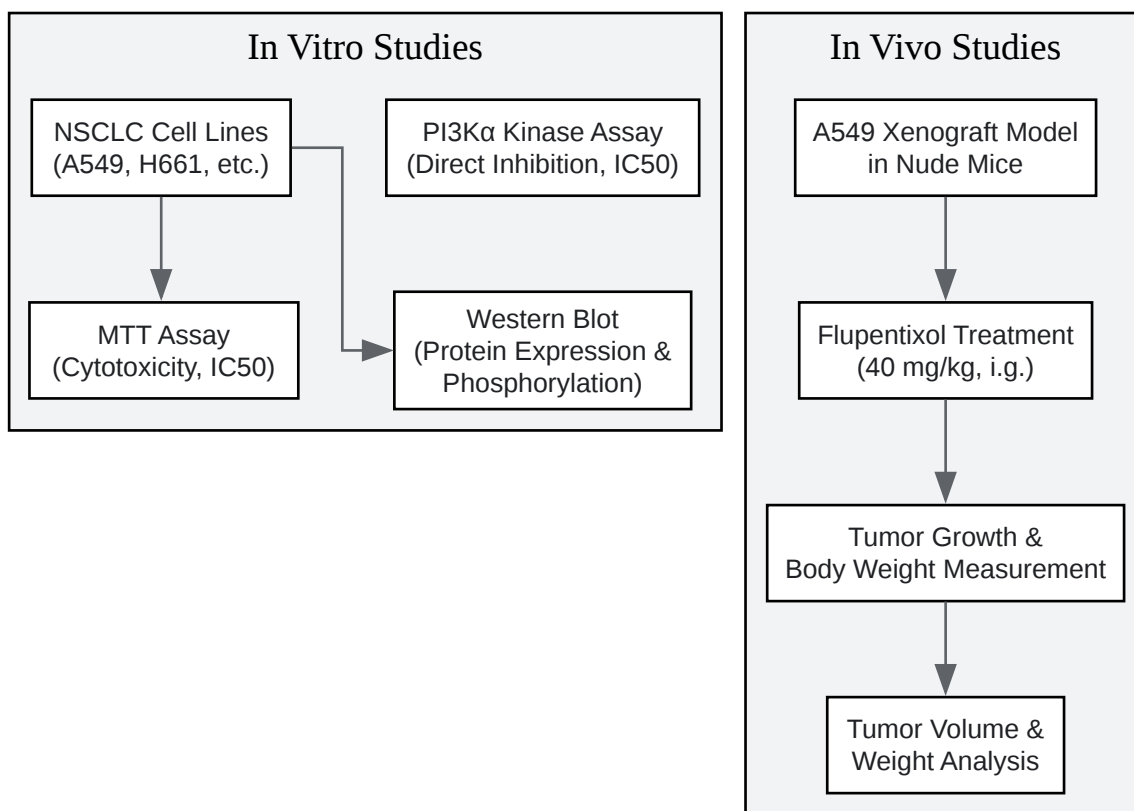 In Vitro Studies
NSCLC Cell Lines
(A549, H661, etc.)
PI3Kα Kinase Assay
(Direct Inhibition, IC50)
MTT Assay
(Cytotoxicity, IC50)
Western Blot
(Protein Expression &
Phosphorylation)
In Vivo Studies
A549 Xenograft Model
in Nude Mice
Flupentixol Treatment
(40 mg/kg, i.g.)
Tumor Growth &
Body Weight Measurement
Tumor Volume &
Weight Analysis